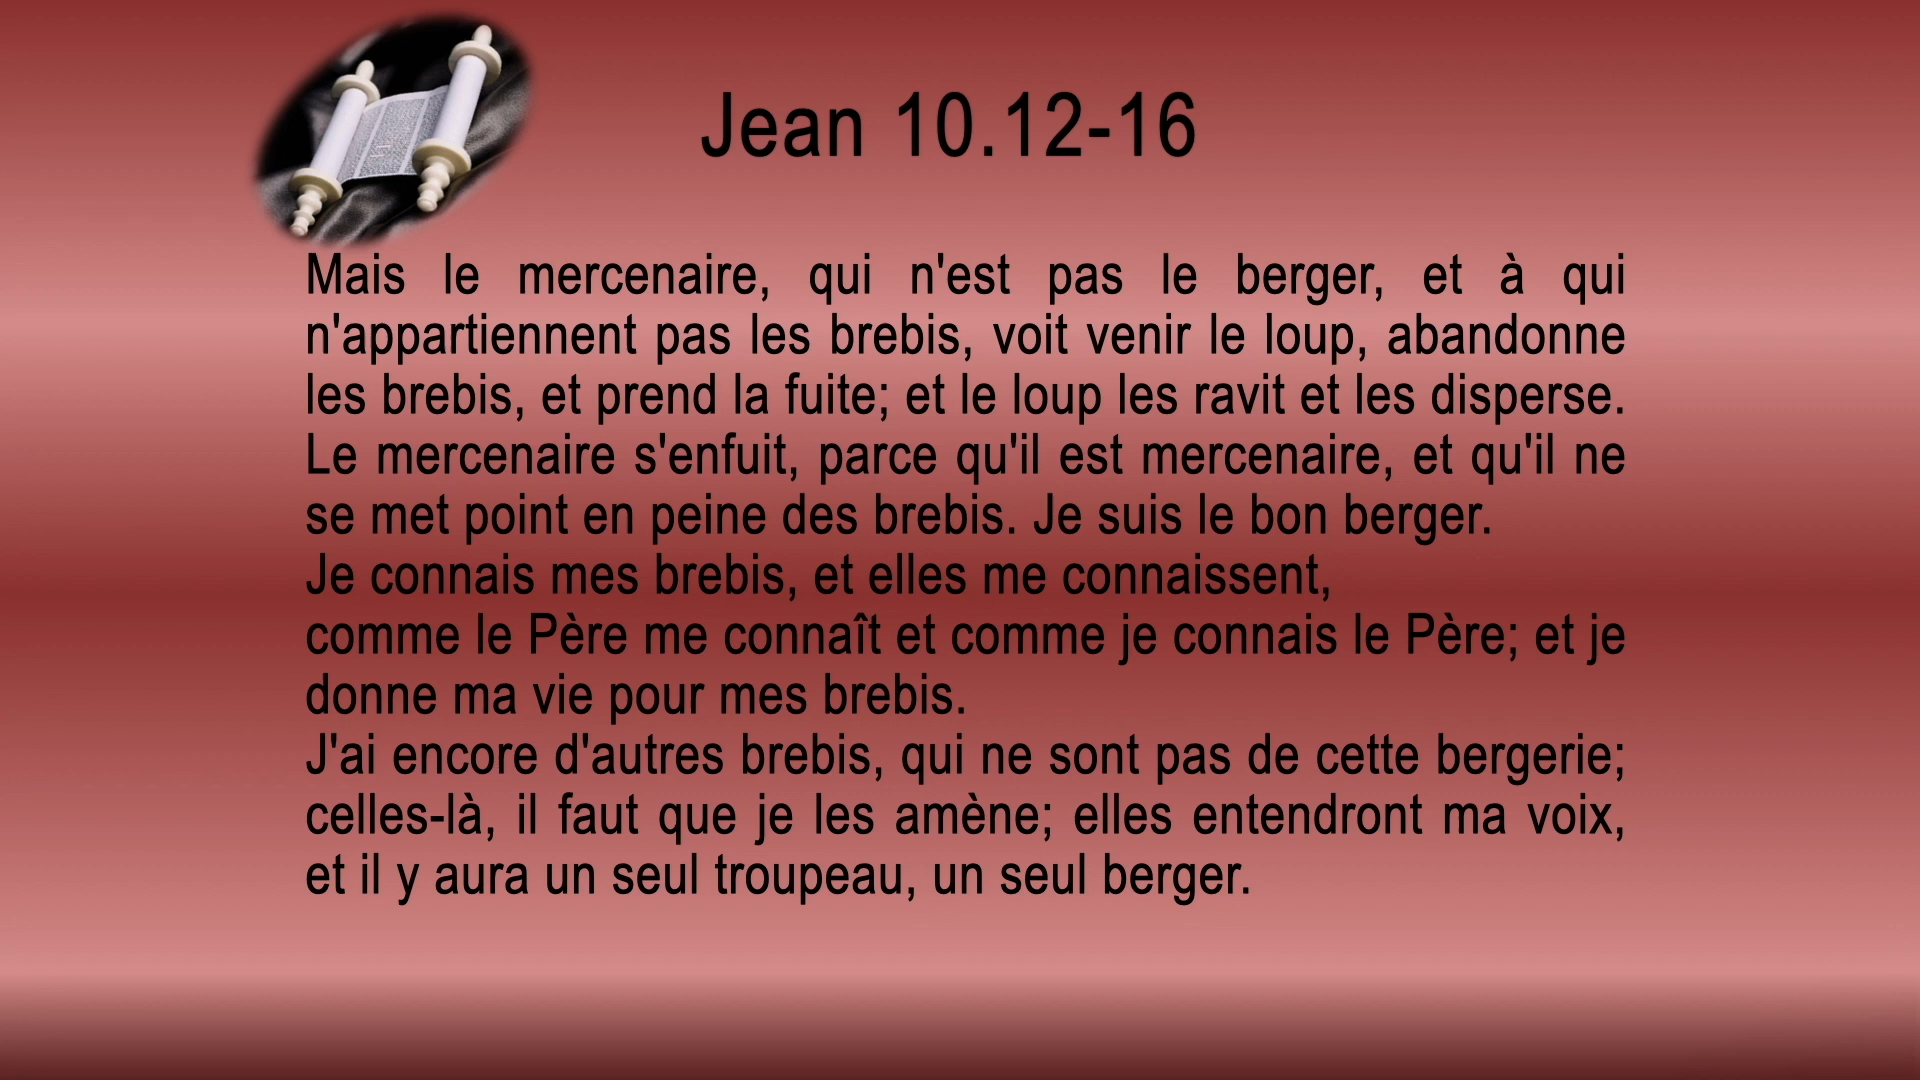 Jean 10.12-16
Mais le mercenaire, qui n'est pas le berger, et à qui
n'appartiennent pas les brebis, voit venir le loup, abandonne
les brebis, et prend la fuite; et le loup les ravit et les disperse.
Le mercenaire s'enfuit, parce qu'il est mercenaire, et qu'il ne
se met point en peine des brebis. Je suis le bon berger.
Je connais mes brebis, et elles me connaissent,
comme le Père me connaît et comme je connais le Père; et je
donne ma vie pour mes brebis.
J'ai encore d'autres brebis, qui ne sont pas de cette bergerie;
celles-là, il faut que je les amène; elles entendront ma voix,
et il y aura un seul troupeau, un seul berger.